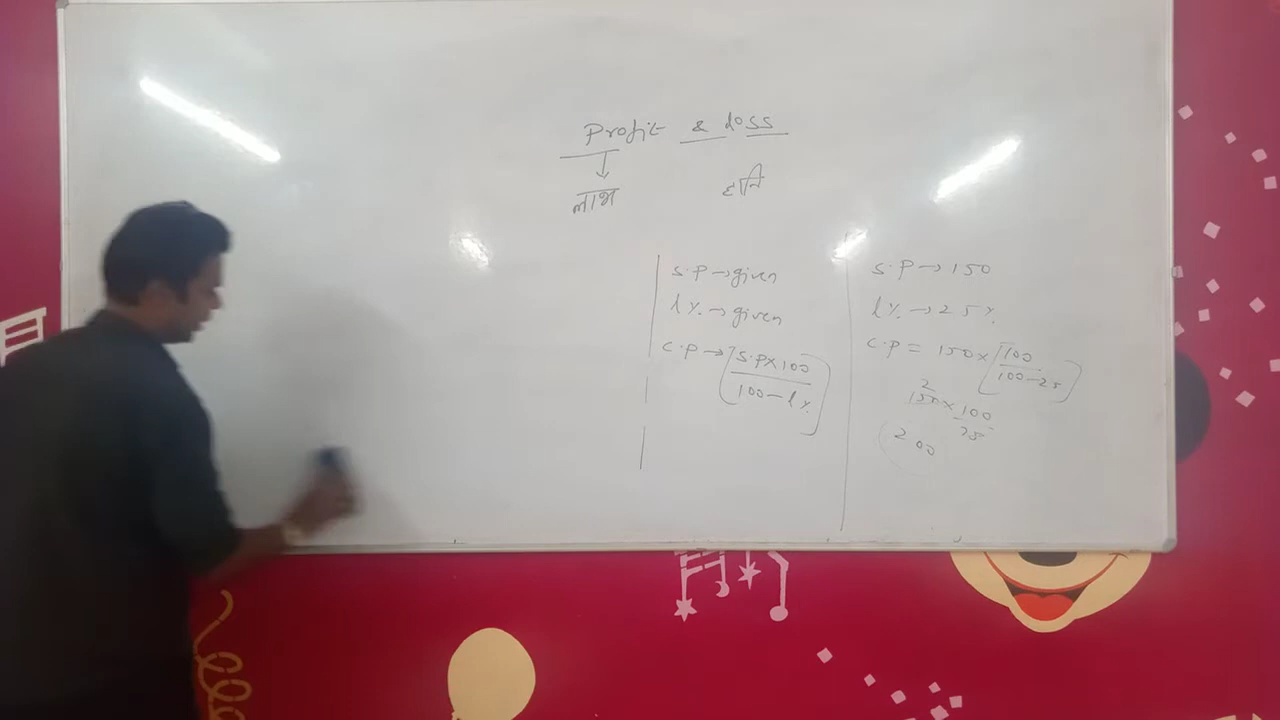 Profit & loss
↓
लाभ हानि
S.P → given
l%. → given
C.P → [S.P×100 / 100-l%.]
S.P → 150
l%. → 25%.
C.P = 150× [100 / 100-25]
2
150×100 / 75
200